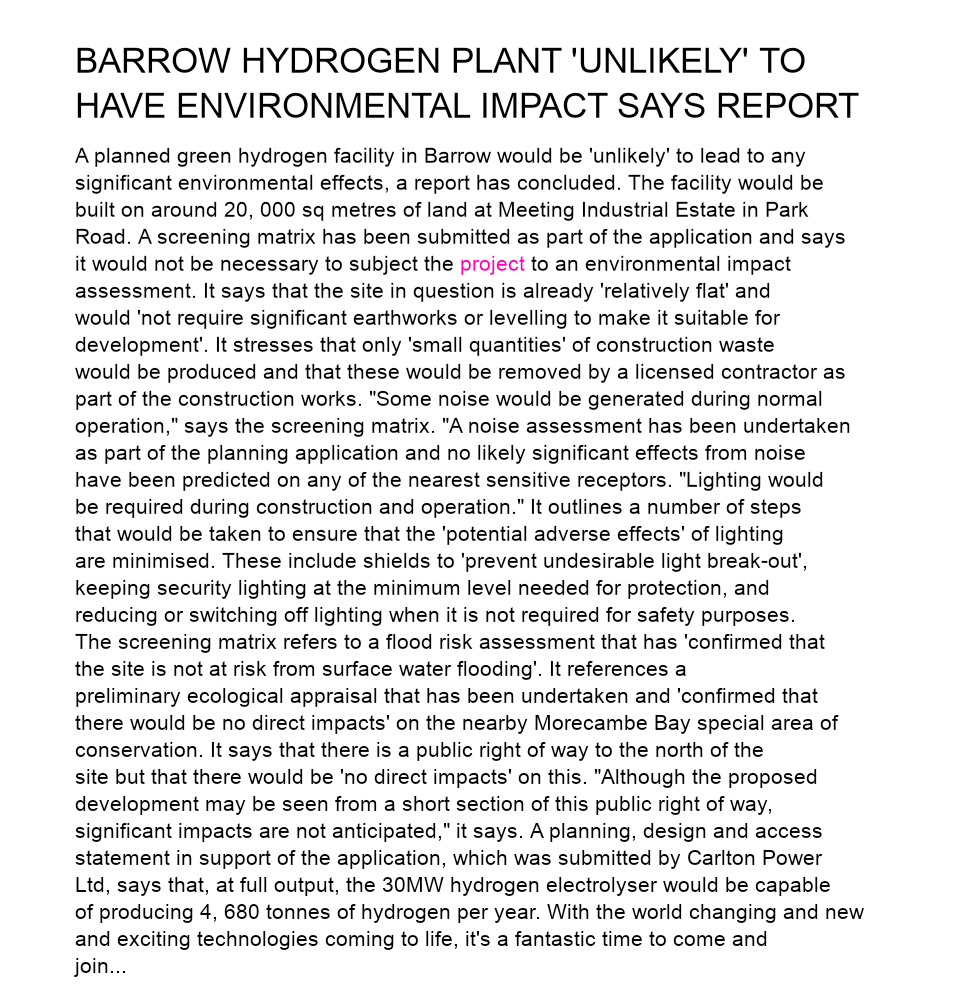 BARROW HYDROGEN PLANT 'UNLIKELY' TO
HAVE ENVIRONMENTAL IMPACT SAYS REPORT
A planned green hydrogen facility in Barrow would be 'unlikely' to lead to any
significant environmental effects, a report has concluded. The facility would be
built on around 20, 000 sq metres of land at Meeting Industrial Estate in Park
Road. A screening matrix has been submitted as part of the application and says
it would not be necessary to subject the project to an environmental impact
assessment. It says that the site in question is already 'relatively flat' and
would 'not require significant earthworks or levelling to make it suitable for
development'. It stresses that only 'small quantities' of construction waste
would be produced and that these would be removed by a licensed contractor as
part of the construction works. "Some noise would be generated during normal
operation," says the screening matrix. "A noise assessment has been undertaken
as part of the planning application and no likely significant effects from noise
have been predicted on any of the nearest sensitive receptors. "Lighting would
be required during construction and operation." It outlines a number of steps
that would be taken to ensure that the 'potential adverse effects' of lighting
are minimised. These include shields to 'prevent undesirable light break-out',
keeping security lighting at the minimum level needed for protection, and
reducing or switching off lighting when it is not required for safety purposes.
The screening matrix refers to a flood risk assessment that has 'confirmed that
the site is not at risk from surface water flooding'. It references a
preliminary ecological appraisal that has been undertaken and 'confirmed that
there would be no direct impacts' on the nearby Morecambe Bay special area of
conservation. It says that there is a public right of way to the north of the
site but that there would be 'no direct impacts' on this. "Although the proposed
development may be seen from a short section of this public right of way,
significant impacts are not anticipated," it says. A planning, design and access
statement in support of the application, which was submitted by Carlton Power
Ltd, says that, at full output, the 30MW hydrogen electrolyser would be capable
of producing 4, 680 tonnes of hydrogen per year. With the world changing and new
and exciting technologies coming to life, it's a fantastic time to come and
join...